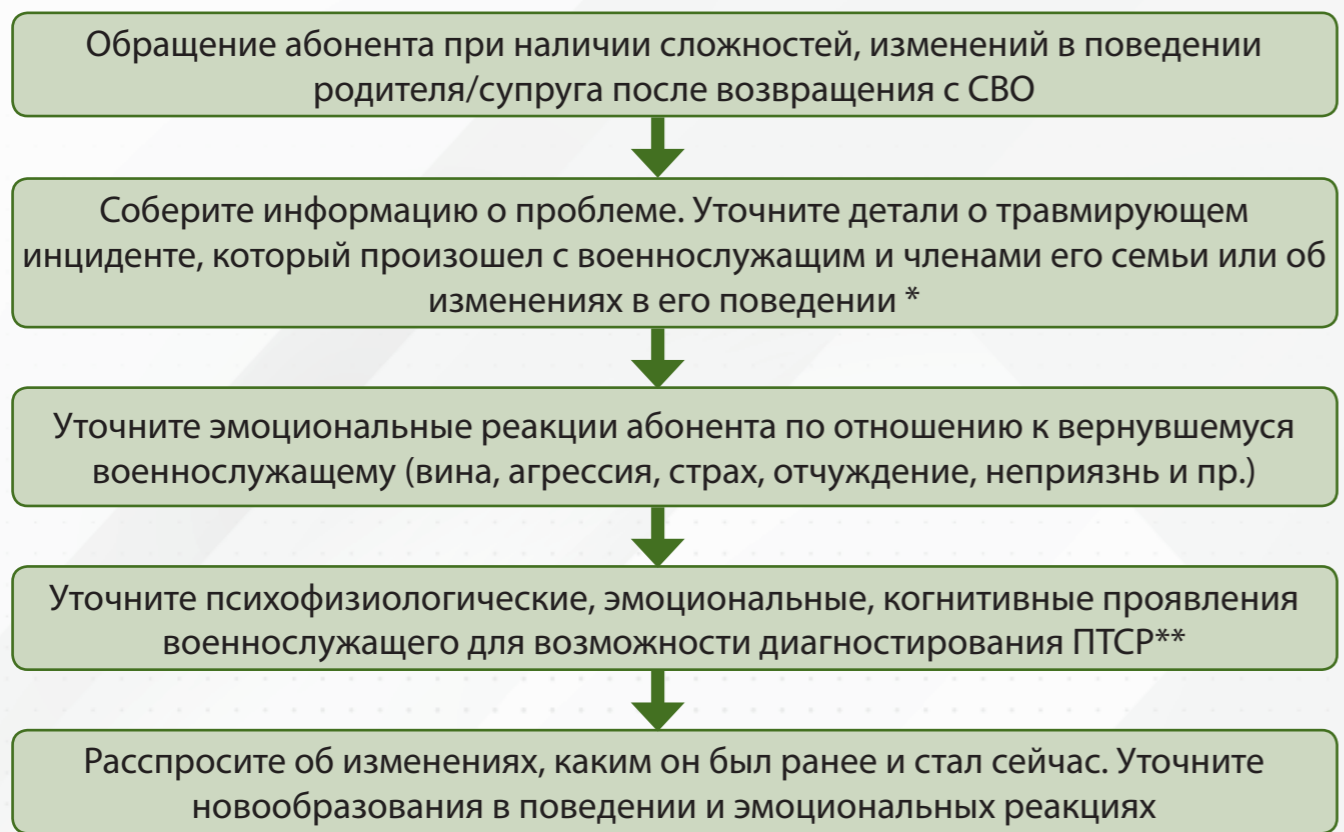 Обращение абонента при наличии сложностей, изменений в поведении
родителя/супруга после возвращения с СВО
Соберите информацию о проблеме. Уточните детали о травмирующем
инциденте, который произошел с военнослужащим и членами его семьи или об
изменениях в его поведении *
Уточните эмоциональные реакции абонента по отношению к вернувшемуся
военнослужащему (вина, агрессия, страх, отчуждение, неприязнь и пр.)
Уточните психофизиологические, эмоциональные, когнитивные проявления
военнослужащего для возможности диагностирования ПТСР**
Расспросите об изменениях, каким он был ранее и стал сейчас. Уточните
новообразования в поведении и эмоциональных реакциях